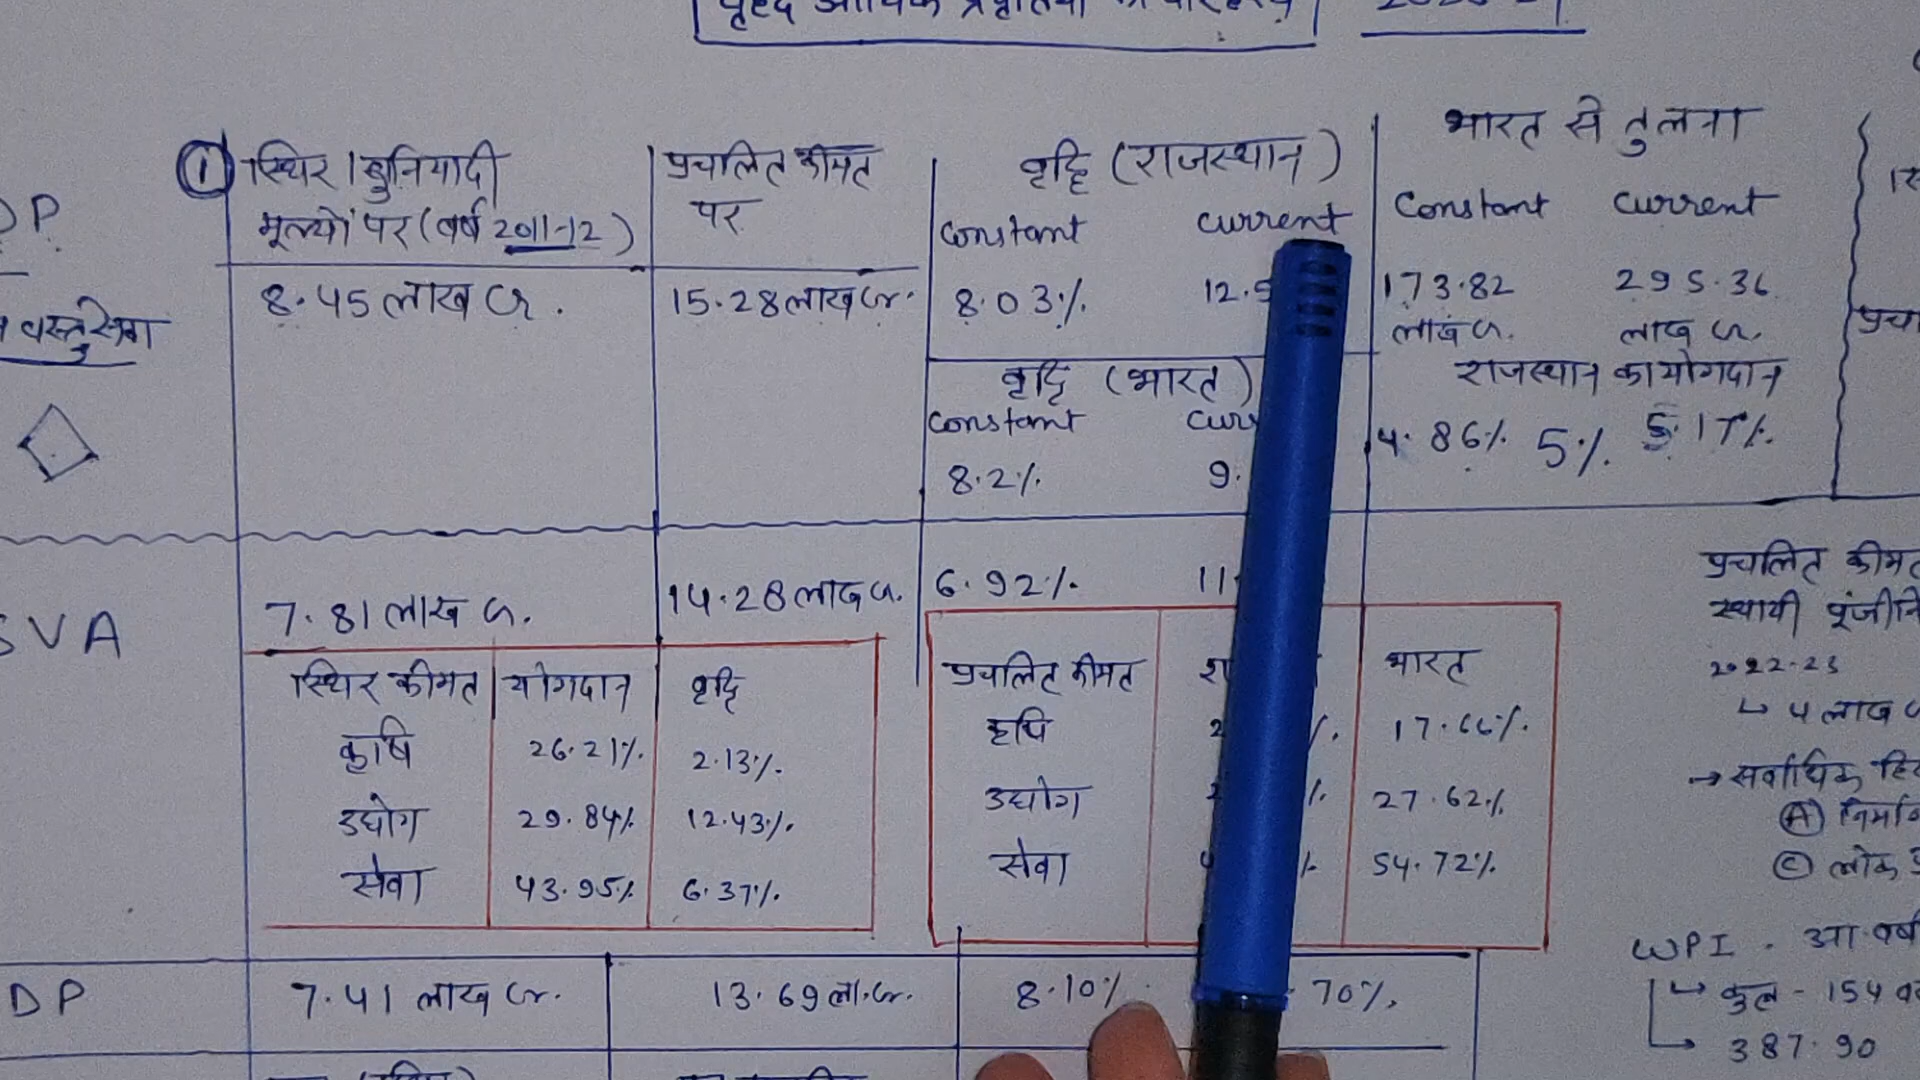 ① स्थिर / बुनियादी
मूल्यों पर (वर्ष 2011-12)
प्रचलित कीमत
पर
वृद्धि (राजस्थान)
Constant current
भारत से तुलना
Constant current
DP
8.45 लाख Cr.
15.28 लाख Cr.
8.03%
173.82 295.36
लाख Cr. लाख Cr.
वस्तु सेवा
वृद्धि (भारत)
Constant
8.2%
राजस्थान का योगदान
4.86% 5% 5.17%
VA
7.81 लाख Cr.
14.28 लाख Cr.
6.92%
स्थिर कीमत योगदान वृद्धि
कृषि 26.21% 2.13%
उद्योग 29.84% 12.43%
सेवा 43.95% 6.37%
प्रचलित कीमत भारत
कृषि 17.66%
उद्योग 27.62%
सेवा 54.72%
प्रचलित कीमत
स्थायी
2022-23
↳ 4 लाख
→ सर्वाधिक
Ⓐ
Ⓒ लोक
WPI .
↳ कुल - 154
→ 387.90
DP 7.41 लाख Cr. 13.69 ला. Cr. 8.10% 70%